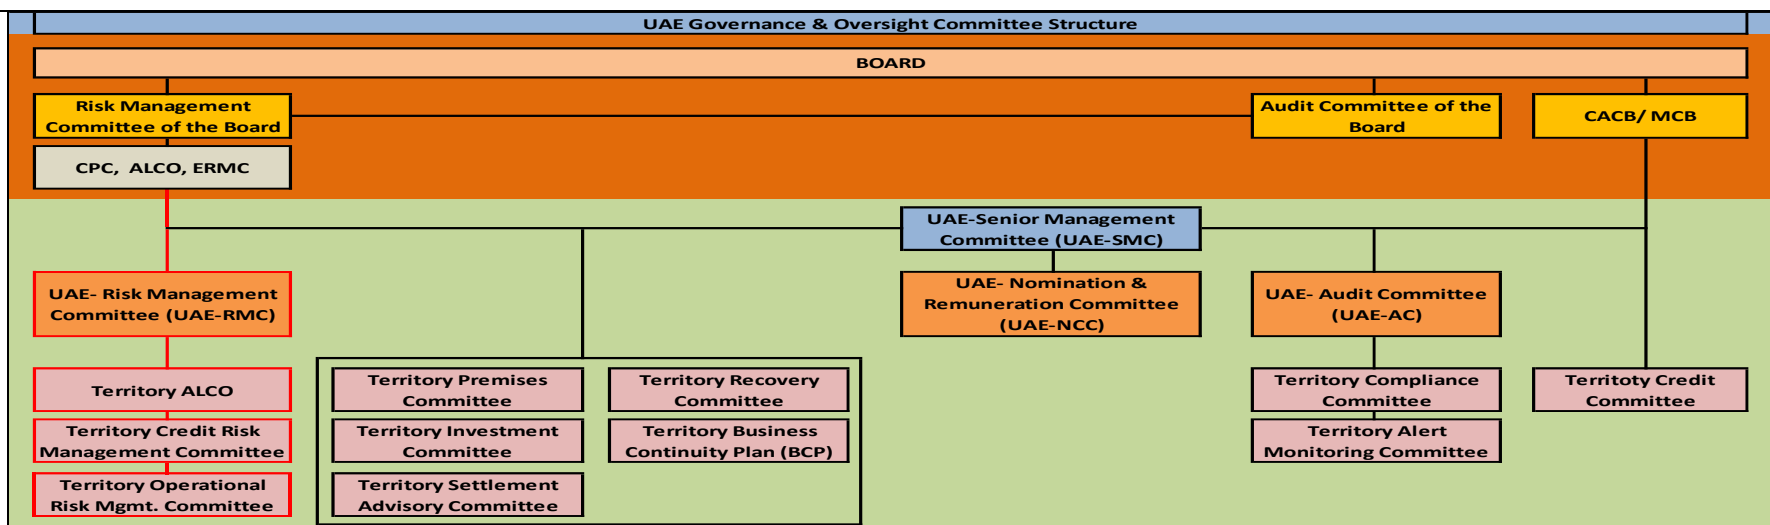 UAE Governance & Oversight Committee Structure
BOARD
Risk Management
Committee of the Board
Audit Committee of the
Board
CACB/ MCB
CPC, ALCO, ERMC
UAE-Senior Management
Committee (UAE-SMC)
UAE- Risk Management
Committee (UAE-RMC)
UAE- Nomination &
Remuneration Committee
(UAE-NCC)
UAE- Audit Committee
(UAE-AC)
Territory ALCO
Territory Premises
Committee
Territory Recovery
Committee
Territory Compliance
Committee
Territoty Credit
Committee
Territory Credit Risk
Management Committee
Territory Investment
Committee
Territory Business
Continuity Plan (BCP)
Territory Alert
Monitoring Committee
Territory Operational
Risk Mgmt. Committee
Territory Settlement
Advisory Committee